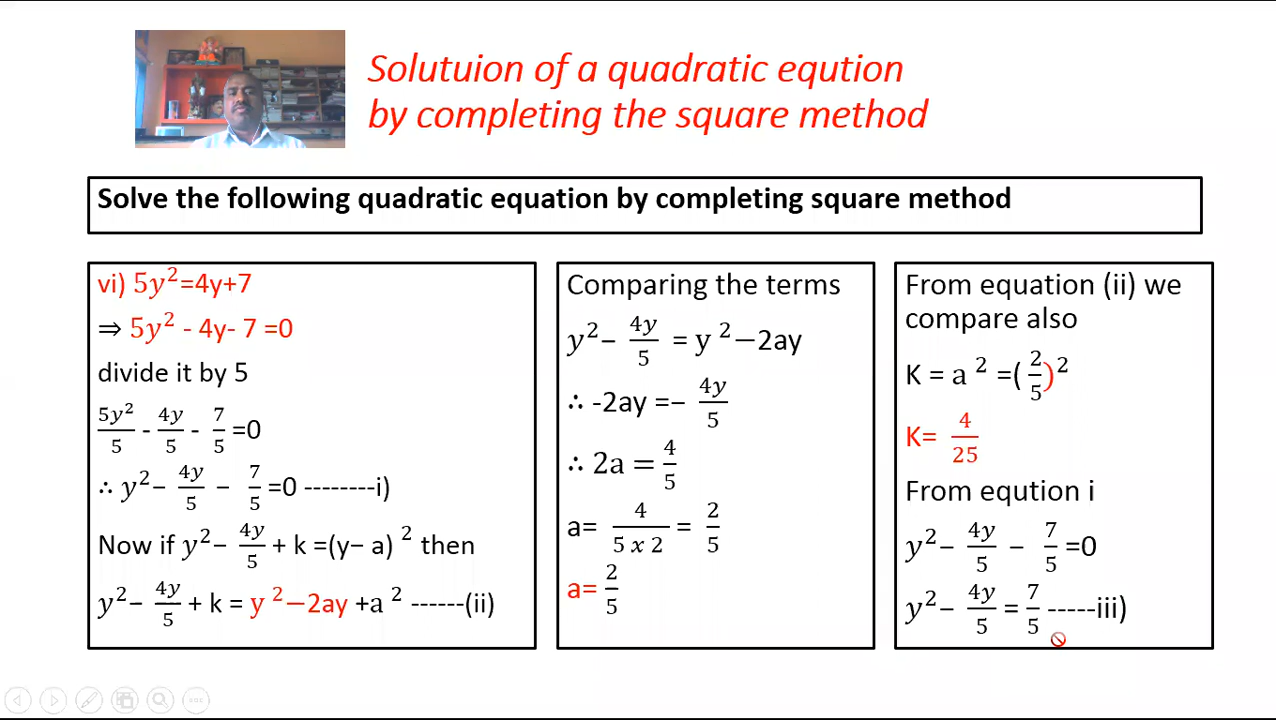 Solutuion of a quadratic eqution
by completing the square method
Solve the following quadratic equation by completing square method
vi) 5y²=4y+7
⇒ 5y² - 4y- 7 =0
divide it by 5
5y²/5 - 4y/5 - 7/5 =0
∴ y²− 4y/5 − 7/5 =0 --------i)
Now if y²− 4y/5 + k =(y− a) ² then
y²− 4y/5 + k = y ²−2ay +a ² ------(ii)
Comparing the terms
y²− 4y/5 = y ²−2ay
∴ -2ay =− 4y/5
∴ 2a = 4/5
a= 4/5 x 2 = 2/5
a= 2/5
From equation (ii) we
compare also
K = a ² =( 2/5 )²
K= 4/25
From eqution i
y²− 4y/5 − 7/5 =0
y²− 4y/5 = 7/5 -----iii)